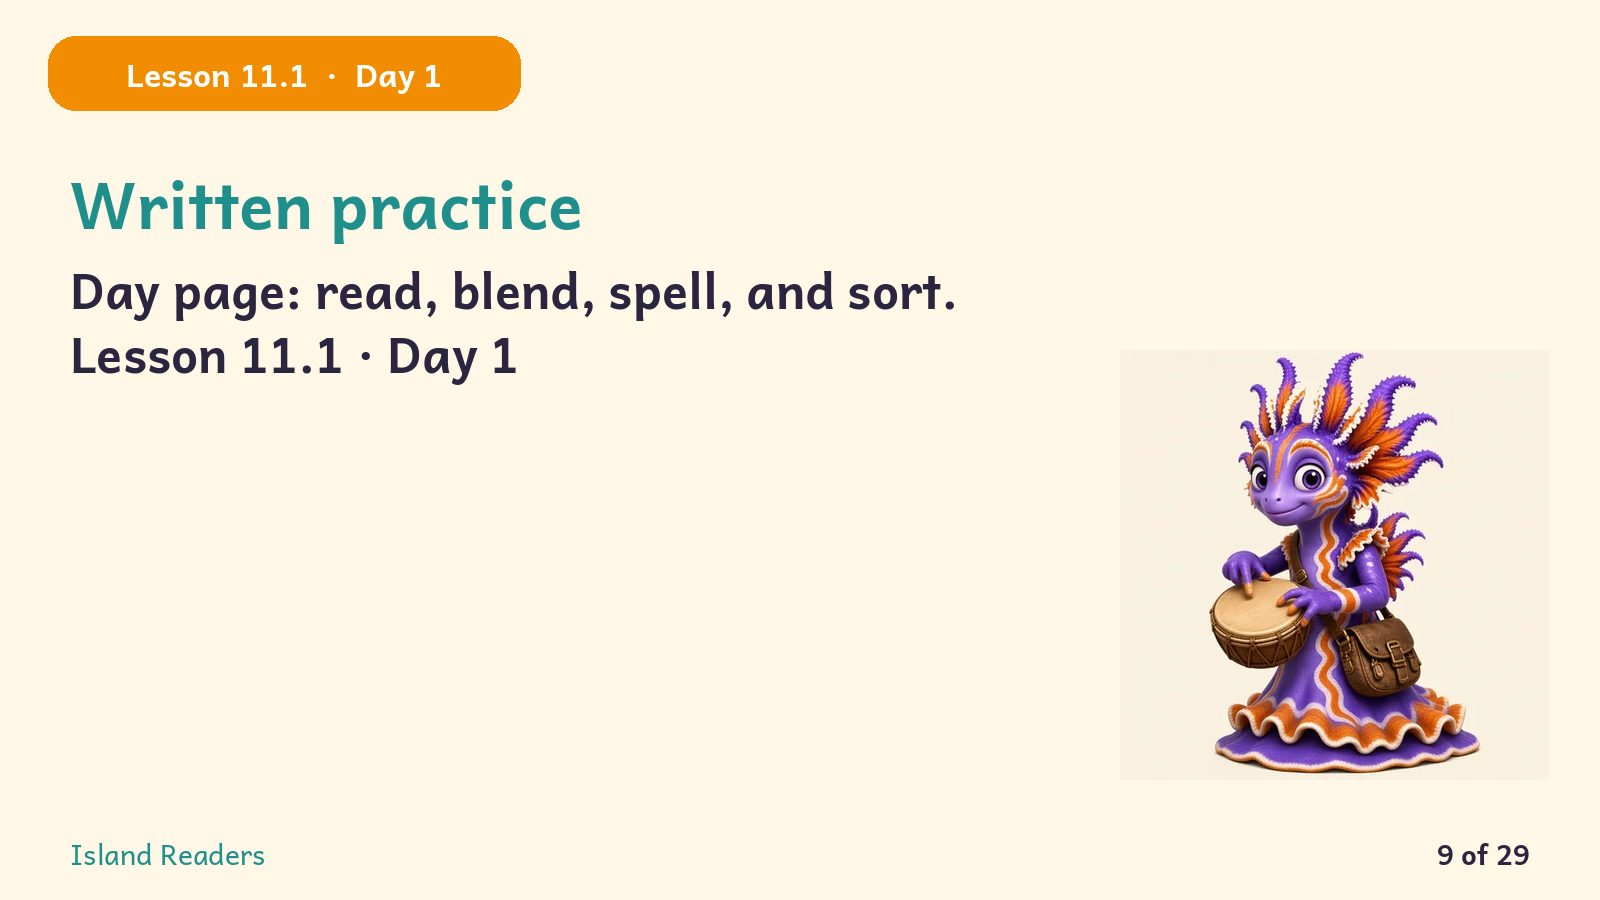 Lesson 11.1 · Day 1
Written practice
Day page: read, blend, spell, and sort.
Lesson 11.1 · Day 1
Island Readers
9 of 29